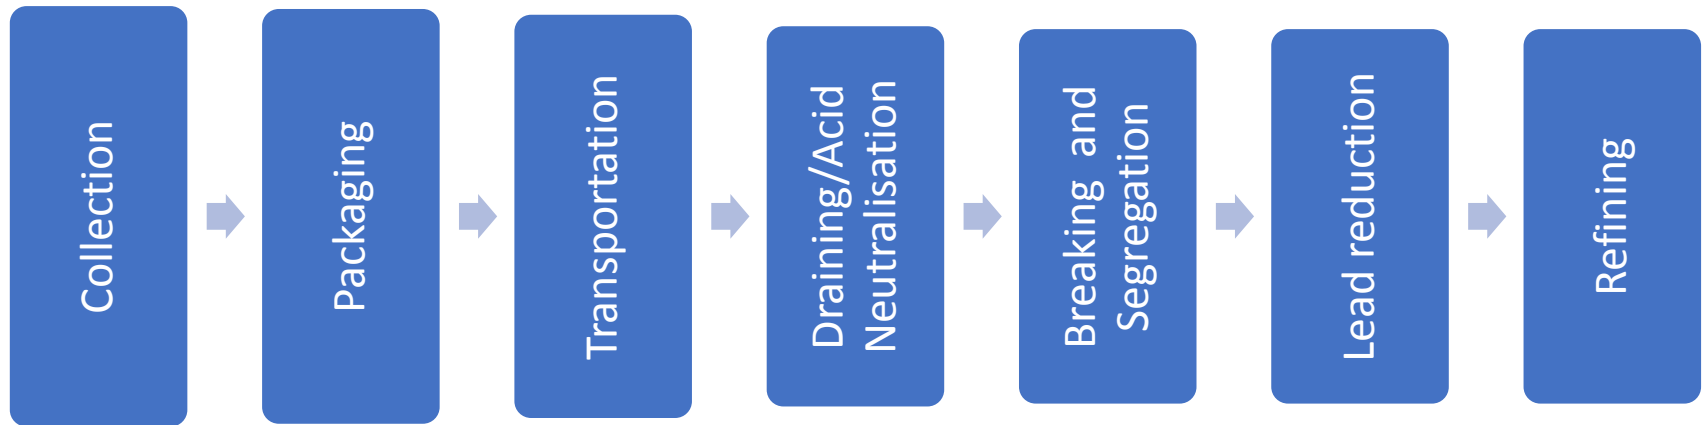 Collection
Packaging
Transportation
Draining/Acid
Neutralisation
Breaking and
Segregation
Lead reduction
Refining